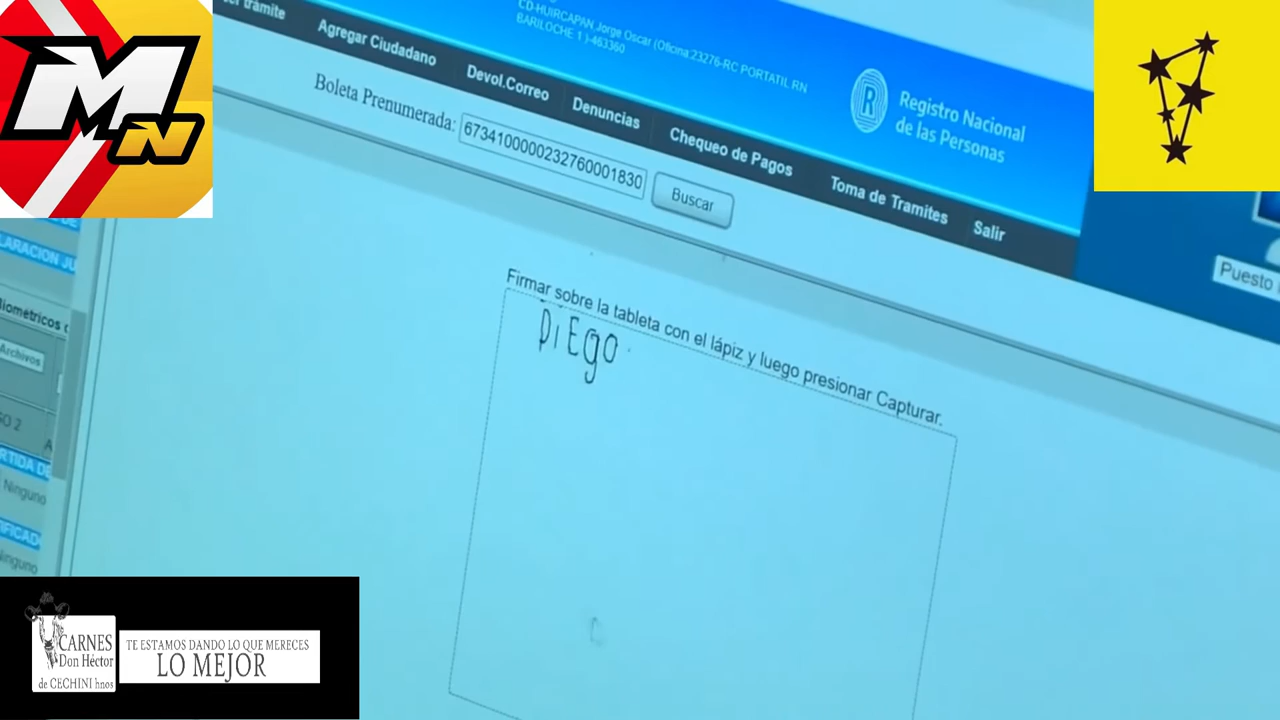 MN
CD-HUIRCAPAN,Jorge Oscar (Oficina:23276-RC PORTATIL RN
BARILOCHE 1 )-463360
trámite
Agregar Ciudadano
Devol.Correo
Denuncias
Chequeo de Pagos
Toma de Tramites
Salir
R
Registro Nacional
de las Personas
Boleta Prenumerada:
6734100000232760001830
Buscar
Puesto
Firmar sobre la tableta con el lápiz y luego presionar Capturar.
DIEgO
C
Archivos
Ninguno
CARNES
Don Héctor
de CECHINI hnos
TE ESTAMOS DANDO LO QUE MERECES
LO MEJOR